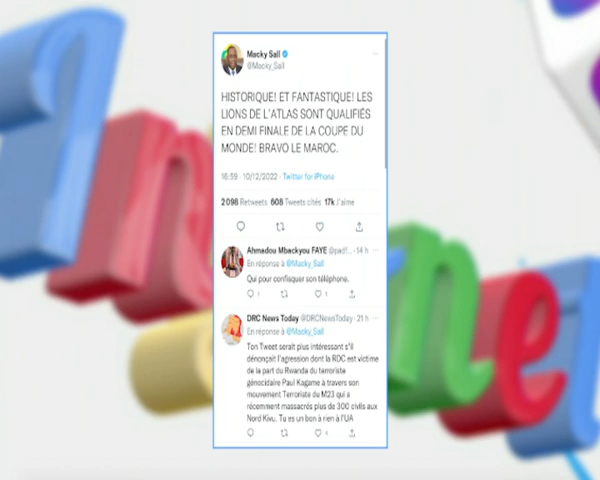 Macky Sall
@Macky_Sall
HISTORIQUE! ET FANTASTIQUE! LES
LIONS DE L'ATLAS SONT QUALIFIÉS
EN DEMI FINALE DE LA COUPE DU
MONDE! BRAVO LE MAROC.
16:59 · 10/12/2022 · Twitter for iPhone
2098 Retweets 608 Tweets cités 17k J'aime
Ahmadou Mbackyou FAYE · 14 h
En réponse à @Macky_Sall
Qui pour confisquer son téléphone.
DRC News Today @DRCNewsToday · 21 h
En réponse à @Macky_Sall
Ton Tweet serait plus intéressant s'il
dénonçait l'agression dont la RDC est victime
de la part du Rwanda du terroriste
génocidaire Paul Kagame à travers son
mouvement Terroriste du M23 qui a
récemment massacrés plus de 300 civils aux
Nord Kivu. Tu es un bon à rien à l'UA